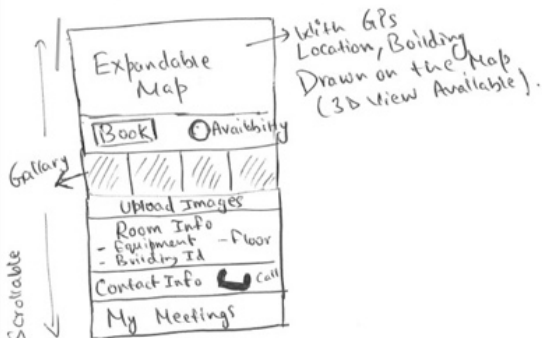 Expandable
Map
Book Avaibbity
Upload Images
Room Info
- Equipment - Floor
- Building Id
Contact Info Call
My Meetings
With GPs
Location, Building
Drawn on the Map
(3D View Available).
Gallary
Scrollable